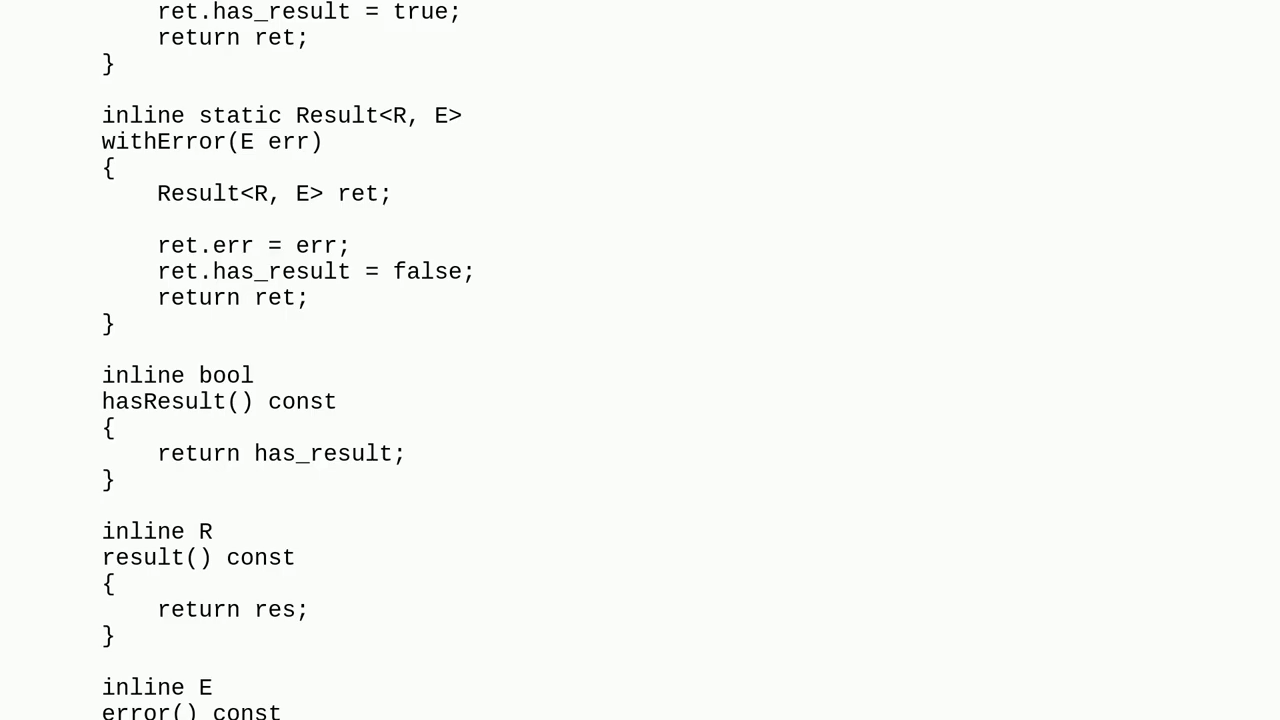 ret.has_result = true;
return ret;
}
inline static Result<R, E>
withError(E err)
{
Result<R, E> ret;
ret.err = err;
ret.has_result = false;
return ret;
}
inline bool
hasResult() const
{
return has_result;
}
inline R
result() const
{
return res;
}
inline E
error() const